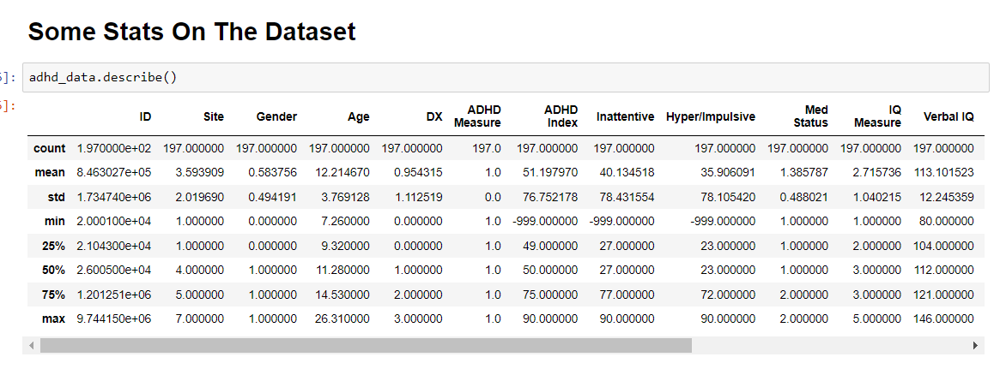 Some Stats On The Dataset
5]: adhd_data.describe()
5]:
ID Site Gender Age DX ADHD Measure ADHD Index Inattentive Hyper/Impulsive Med Status IQ Measure Verbal IQ
count 1.970000e+02 197.000000 197.000000 197.000000 197.000000 197.0 197.000000 197.000000 197.000000 197.000000 197.000000 197.000000
mean 8.463027e+05 3.593909 0.583756 12.214670 0.954315 1.0 51.197970 40.134518 35.906091 1.385787 2.715736 113.101523
std 1.734740e+06 2.019690 0.494191 3.769128 1.112519 0.0 76.752178 78.431554 78.105420 0.488021 1.040215 12.245359
min 2.000100e+04 1.000000 0.000000 7.260000 0.000000 1.0 -999.000000 -999.000000 -999.000000 1.000000 1.000000 80.000000
25% 2.104300e+04 1.000000 0.000000 9.320000 0.000000 1.0 49.000000 27.000000 23.000000 1.000000 2.000000 104.000000
50% 2.600500e+04 4.000000 1.000000 11.280000 1.000000 1.0 50.000000 27.000000 23.000000 1.000000 3.000000 112.000000
75% 1.201251e+06 5.000000 1.000000 14.530000 2.000000 1.0 75.000000 77.000000 72.000000 2.000000 3.000000 121.000000
max 9.744150e+06 7.000000 1.000000 26.310000 3.000000 1.0 90.000000 90.000000 90.000000 2.000000 5.000000 146.000000